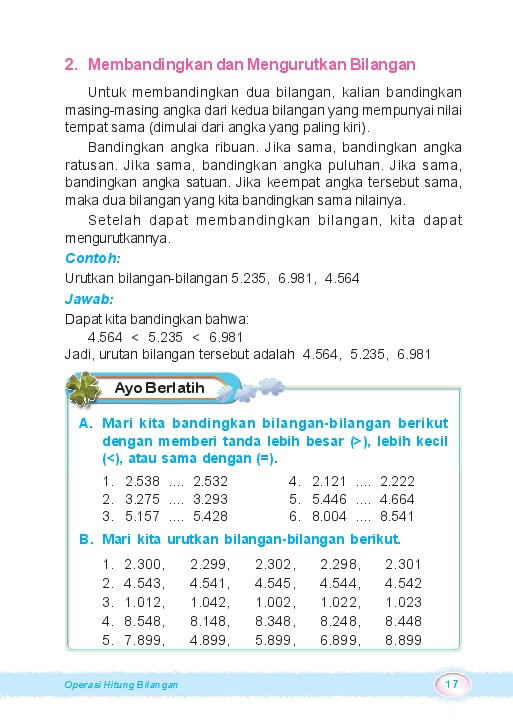 2. Membandingkan dan Mengurutkan Bilangan
Untuk membandingkan dua bilangan, kalian bandingkan
masing-masing angka dari kedua bilangan yang mempunyai nilai
tempat sama (dimulai dari angka yang paling kiri).
Bandingkan angka ribuan. Jika sama, bandingkan angka
ratusan. Jika sama, bandingkan angka puluhan. Jika sama,
bandingkan angka satuan. Jika keempat angka tersebut sama,
maka dua bilangan yang kita bandingkan sama nilainya.
Setelah dapat membandingkan bilangan, kita dapat
mengurutkannya.
Contoh:
Urutkan bilangan-bilangan 5.235, 6.981, 4.564
Jawab:
Dapat kita bandingkan bahwa:
4.564 < 5.235 < 6.981
Jadi, urutan bilangan tersebut adalah 4.564, 5.235, 6.981
Ayo Berlatih
A. Mari kita bandingkan bilangan-bilangan berikut
dengan memberi tanda lebih besar (>), lebih kecil
(<), atau sama dengan (=).
1. 2.538 .... 2.532 4. 2.121 .... 2.222
2. 3.275 .... 3.293 5. 5.446 .... 4.664
3. 5.157 .... 5.428 6. 8.004 .... 8.541
B. Mari kita urutkan bilangan-bilangan berikut.
1. 2.300, 2.299, 2.302, 2.298, 2.301
2. 4.543, 4.541, 4.545, 4.544, 4.542
3. 1.012, 1.042, 1.002, 1.022, 1.023
4. 8.548, 8.148, 8.348, 8.248, 8.448
5. 7.899, 4.899, 5.899, 6.899, 8.899
Operasi Hitung Bilangan 17